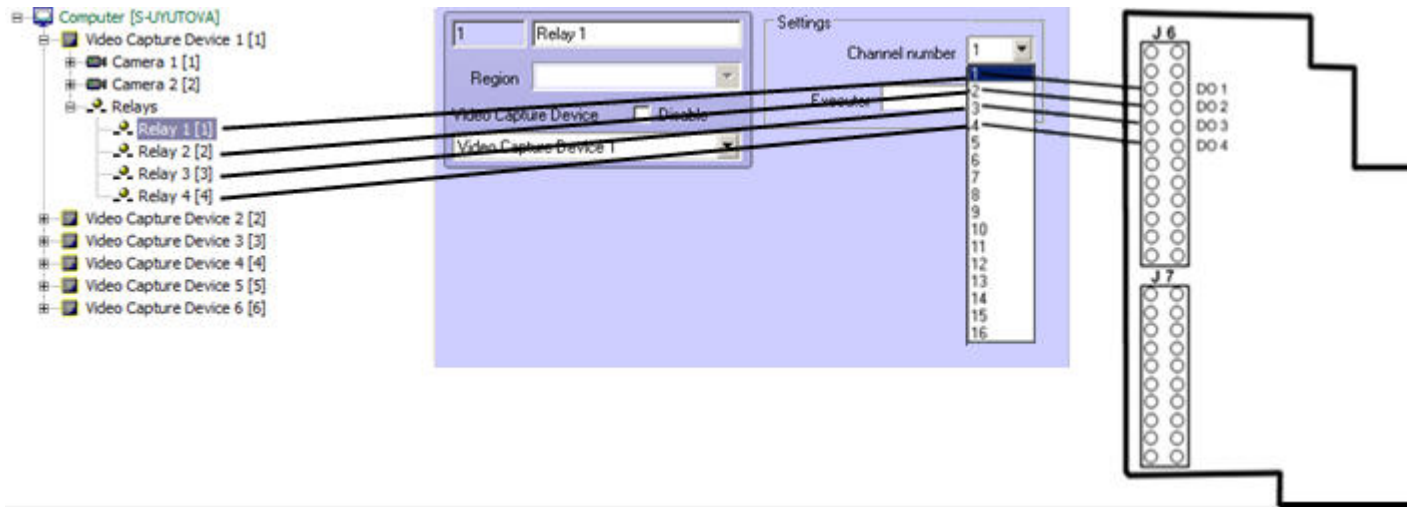 Computer [S-UYUTOVA]
Video Capture Device 1 [1]
Camera 1 [1]
Camera 2 [2]
Relays
Relay 1 [1]
Relay 2 [2]
Relay 3 [3]
Relay 4 [4]
Video Capture Device 2 [2]
Video Capture Device 3 [3]
Video Capture Device 4 [4]
Video Capture Device 5 [5]
Video Capture Device 6 [6]
1 Relay 1
Region
Video Capture Device Disable
Video Capture Device 1
Settings
Channel number 1
Executor
1
2
3
4
5
6
7
8
9
10
11
12
13
14
15
16
J 6
DO 1
DO 2
DO 3
DO 4
J 7